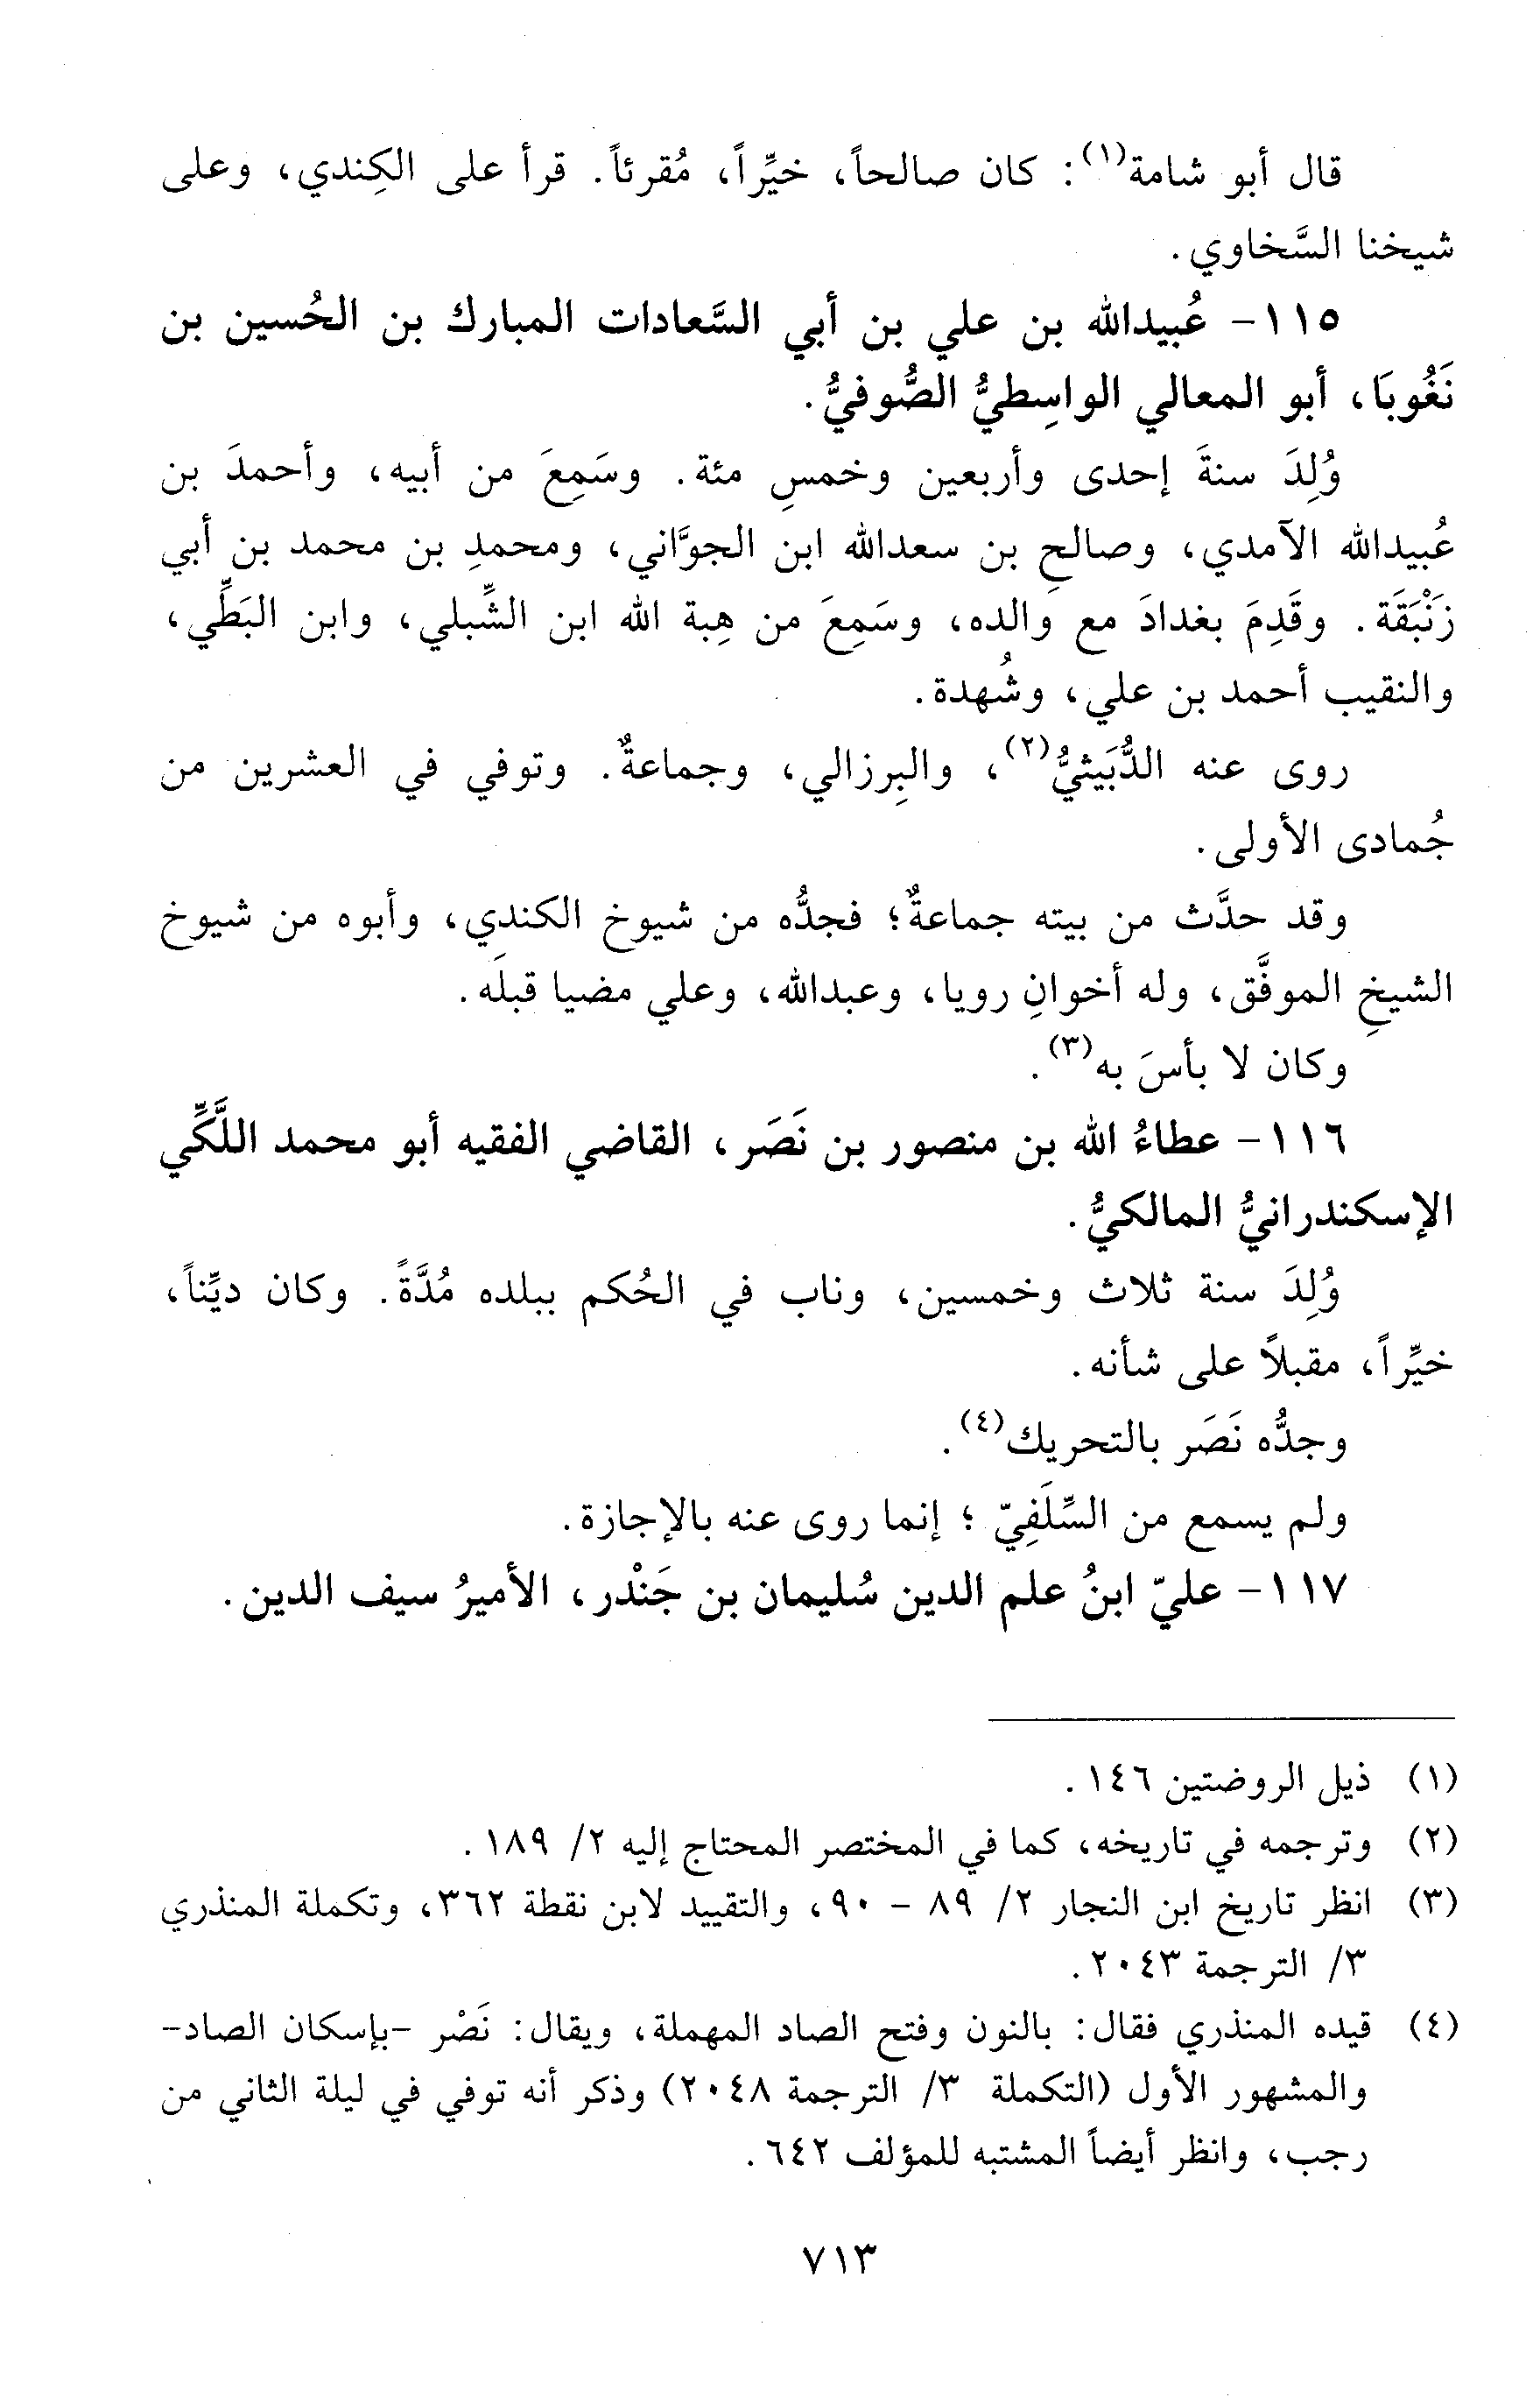 قال أبو شامة(١): كان صالحاً، خيِّراً، مُقرئاً. قرأ على الكِندي، وعلى
شيخنا السَّخاوي.
١١٥- عُبيدالله بن علي بن أبي السَّعادات المبارك بن الحُسين بن
نَغُوبَا، أبو المعالي الواسِطيُّ الصُّوفيُّ.
وُلِدَ سنةَ إحدى وأربعين وخمسِ مئة. وسَمِعَ من أبيه، وأحمدَ بن
عُبيدالله الآمدي، وصالحِ بن سعدالله ابن الجوَّاني، ومحمدِ بن محمد بن أبي
زَنْبَقَة. وقَدِمَ بغدادَ مع والده، وسَمِعَ من هِبة الله ابن الشِّبلي، وابن البَطِّي،
والنقيب أحمد بن علي، وشُهدة.
روى عنه الدُّبَيثيُّ(٢)، والبِرزالي، وجماعةٌ. وتوفي في العشرين من
جُمادى الأولى.
وقد حدَّث من بيته جماعةٌ؛ فجدُّه من شيوخ الكندي، وأبوه من شيوخ
الشيخِ الموفَّق، وله أخوانِ رويا، وعبدالله، وعلي مضيا قبلَه.
وكان لا بأسَ به(٣).
١١٦- عطاءُ الله بن منصور بن نَصَر، القاضي الفقيه أبو محمد اللَّكِّي
الإسكندرانيُّ المالكيُّ.
وُلِدَ سنة ثلاث وخمسين، وناب في الحُكم ببلده مُدَّةً. وكان ديِّناً،
خيِّراً، مقبلاً على شأنه.
وجدُّه نَصَر بالتحريك(٤).
ولم يسمع من السِّلَفِيّ؛ إنما روى عنه بالإجازة.
١١٧- عليّ ابنُ علم الدين سُليمان بن جَنْدر، الأميرُ سيف الدين.
(١) ذيل الروضتين ١٤٦.
(٢) وترجمه في تاريخه، كما في المختصر المحتاج إليه ٢/ ١٨٩.
(٣) انظر تاريخ ابن النجار ٢/ ٨٩ - ٩٠، والتقييد لابن نقطة ٣٦٢، وتكملة المنذري
٣/ الترجمة ٢٠٤٣.
(٤) قيده المنذري فقال: بالنون وفتح الصاد المهملة، ويقال: نَصْر -بإسكان الصاد-
والمشهور الأول (التكملة ٣/ الترجمة ٢٠٤٨) وذكر أنه توفي في ليلة الثاني من
رجب، وانظر أيضاً المشتبه للمؤلف ٦٤٢.
٧١٣